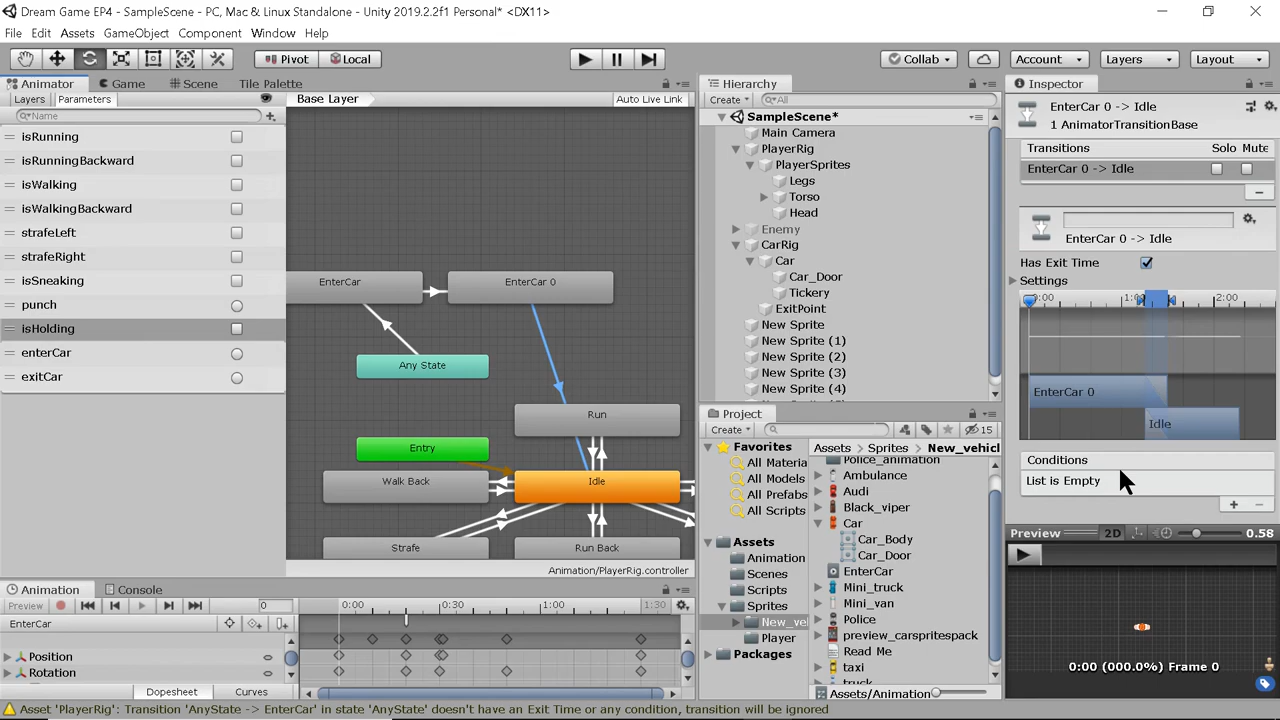 Dream Game EP4 - SampleScene - PC, Mac & Linux Standalone - Unity 2019.2.2f1 Personal* <DX11>
File Edit Assets GameObject Component Window Help
Pivot Local Collab Account Layers Layout
Animator Game Scene Tile Palette
Layers Parameters Base Layer Auto Live Link
Name
isRunning
isRunningBackward
isWalking
isWalkingBackward
strafeLeft
strafeRight
isSneaking
punch
isHolding
enterCar
exitCar
EnterCar EnterCar 0
Any State
Run
Entry
Walk Back Idle
Strafe Run Back
Animation/PlayerRig.controller
Hierarchy
Create All
SampleScene*
Main Camera
PlayerRig
PlayerSprites
Legs
Torso
Head
Enemy
CarRig
Car
Car_Door
Tickery
ExitPoint
New Sprite
New Sprite (1)
New Sprite (2)
New Sprite (3)
New Sprite (4)
Inspector
EnterCar 0 -> Idle
1 AnimatorTransitionBase
Transitions Solo Mute
EnterCar 0 -> Idle
EnterCar 0 -> Idle
Has Exit Time
Settings
0:00 1:0 2:00
EnterCar 0
Idle
Conditions
List is Empty
Preview 2D 0.58
0:00 (000.0%) Frame 0
Project
Create 15
Favorites
All Materia
All Models
All Prefabs
All Scripts
Assets
Animation
Scenes
Scripts
Sprites
New_veh
Player
Packages
Assets Sprites New_vehicl
Police_animation
Ambulance
Audi
Black_viper
Car
Car_Body
Car_Door
EnterCar
Mini_truck
Mini_van
Police
preview_carspritespack
Read Me
taxi
truck
Assets/Animation
Animation Console
Preview 0 0:00 0:30 1:00 1:30
EnterCar
Position
Rotation
Dopesheet Curves
Asset 'PlayerRig': Transition 'AnyState -> EnterCar' in state 'AnyState' doesn't have an Exit Time or any condition, transition will be ignored